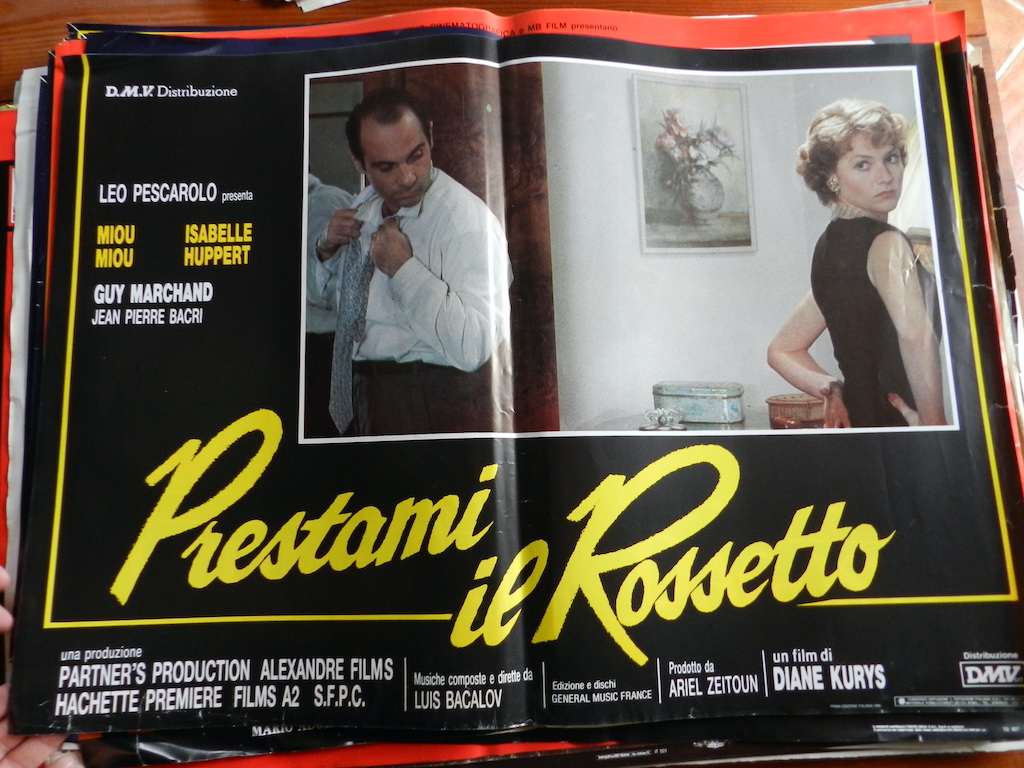 CINEMATOGRAFICA e MB FILM presentano
D.M.V. Distribuzione
LEO PESCAROLO presenta
MIOU ISABELLE
MIOU HUPPERT
GUY MARCHAND
JEAN PIERRE BACRI
Prestami
il Rossetto
una produzione
PARTNER'S PRODUCTION ALEXANDRE FILMS
HACHETTE PREMIERE FILMS A2 S.F.P.C.
Musiche composte e dirette da
LUIS BACALOV
Edizione e dischi
GENERAL MUSIC FRANCE
Prodotto da
ARIEL ZEITOUN
un film di
DIANE KURYS
Distribuzione
DMV
MARIO